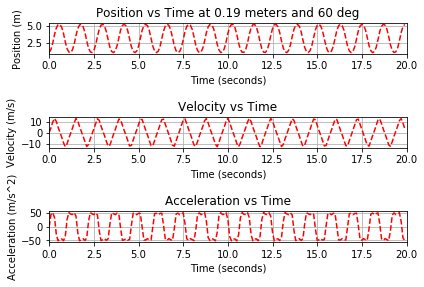 Position vs Time at 0.19 meters and 60 deg
Position (m)
5.0
2.5
0.0 2.5 5.0 7.5 10.0 12.5 15.0 17.5 20.0
Time (seconds)
Velocity vs Time
Velocity (m/s)
10
0
−10
0.0 2.5 5.0 7.5 10.0 12.5 15.0 17.5 20.0
Time (seconds)
Acceleration vs Time
Acceleration (m/s^2)
50
0
−50
0.0 2.5 5.0 7.5 10.0 12.5 15.0 17.5 20.0
Time (seconds)